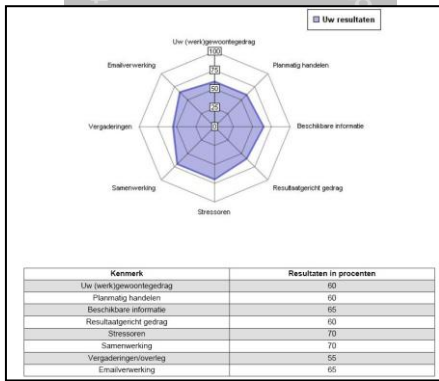 Uw resultaten
Uw (werk)gewoontegedrag
100
Emailverwerking
75
Planmatig handelen
50
25
Vergaderingen
0
Beschikbare informatie
Samenwerking
Resultaatgericht gedrag
Stressoren
Kenmerk Resultaten in procenten
Uw (werk)gewoontegedrag 60
Planmatig handelen 60
Beschikbare informatie 65
Resultaatgericht gedrag 60
Stressoren 70
Samenwerking 70
Vergaderingen/overleg 55
Emailverwerking 65